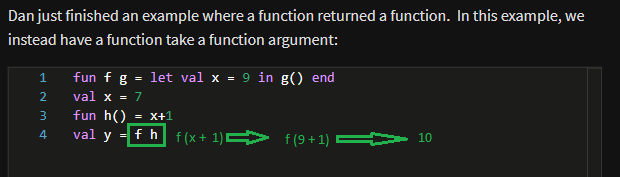 Dan just finished an example where a function returned a function. In this example, we
instead have a function take a function argument:
1 fun f g = let val x = 9 in g() end
2 val x = 7
3 fun h() = x+1
4 val y = f h f(x + 1) f(9 + 1) 10